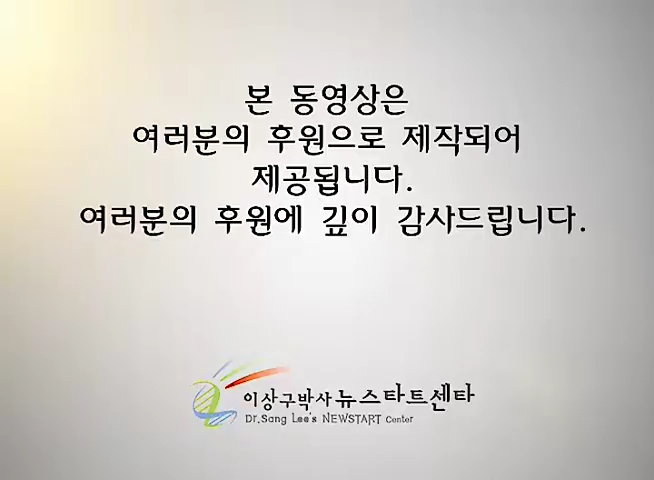 본 동영상은
여러분의 후원으로 제작되어
제공됩니다.
여러분의 후원에 깊이 감사드립니다.
이상구박사 뉴스타트센타
Dr.Sang Lee's NEWSTART Center